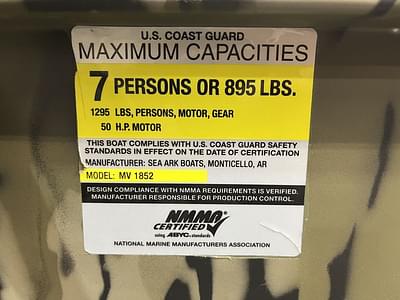 U.S. COAST GUARD
MAXIMUM CAPACITIES
7 PERSONS OR 895 LBS.
1295 LBS, PERSONS, MOTOR, GEAR
50 H.P. MOTOR
THIS BOAT COMPLIES WITH U.S. COAST GUARD SAFETY
STANDARDS IN EFFECT ON THE DATE OF CERTIFICATION
MANUFACTURER: SEA ARK BOATS, MONTICELLO, AR
MODEL: MV 1852
DESIGN COMPLIANCE WITH NMMA REQUIREMENTS IS VERIFIED.
MANUFACTURER RESPONSIBLE FOR PRODUCTION CONTROL.
NMMA
CERTIFIED
using ABYC standards
NATIONAL MARINE MANUFACTURERS ASSOCIATION